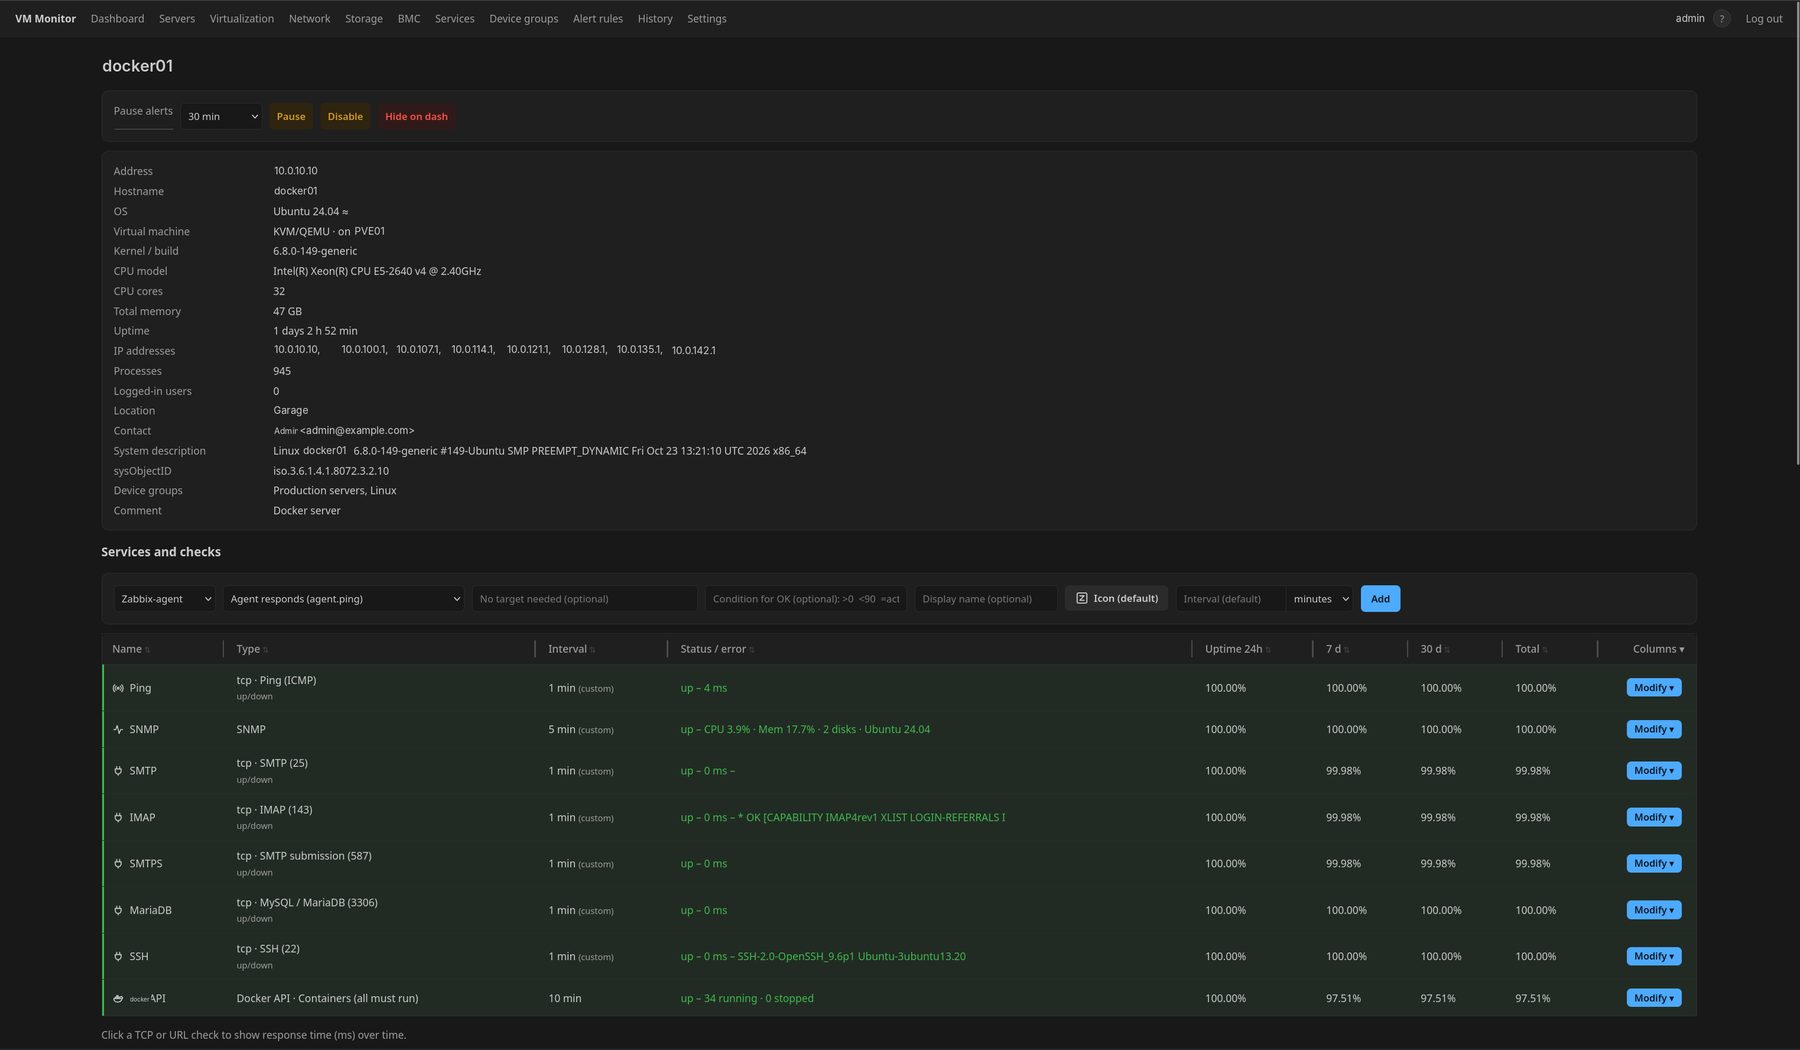 VM Monitor Dashboard Servers Virtualization Network Storage BMC Services Device groups Alert rules History Settings admin ? Log out
docker01
Pause alerts 30 min Pause Disable Hide on dash
Address 10.0.10.10
Hostname docker01
OS Ubuntu 24.04 ≈
Virtual machine KVM/QEMU · on PVE01
Kernel / build 6.8.0-149-generic
CPU model Intel(R) Xeon(R) CPU E5-2640 v4 @ 2.40GHz
CPU cores 32
Total memory 47 GB
Uptime 1 days 2 h 52 min
IP addresses 10.0.10.10, 10.0.100.1, 10.0.107.1, 10.0.114.1, 10.0.121.1, 10.0.128.1, 10.0.135.1, 10.0.142.1
Processes 945
Logged-in users 0
Location Garage
Contact Admir <admin@example.com>
System description Linux docker01 6.8.0-149-generic #149-Ubuntu SMP PREEMPT_DYNAMIC Fri Oct 23 13:21:10 UTC 2026 x86_64
sysObjectID iso.3.6.1.4.1.8072.3.2.10
Device groups Production servers, Linux
Comment Docker server
Services and checks
Zabbix-agent Agent responds (agent.ping) No target needed (optional) Condition for OK (optional): >0 <90 =act Display name (optional) Z Icon (default) Interval (default) minutes Add
Name Type Interval Status / error Uptime 24h 7 d 30 d Total Columns ▾
Ping tcp · Ping (ICMP) 1 min (custom) up – 4 ms 100.00% 100.00% 100.00% 100.00% Modify ▾
up/down
SNMP SNMP 5 min (custom) up – CPU 3.9% · Mem 17.7% · 2 disks · Ubuntu 24.04 100.00% 100.00% 100.00% 100.00% Modify ▾
SMTP tcp · SMTP (25) 1 min (custom) up – 0 ms – 100.00% 99.98% 99.98% 99.98% Modify ▾
up/down
IMAP tcp · IMAP (143) 1 min (custom) up – 0 ms – * OK [CAPABILITY IMAP4rev1 XLIST LOGIN-REFERRALS I 100.00% 99.98% 99.98% 99.98% Modify ▾
up/down
SMTPS tcp · SMTP submission (587) 1 min (custom) up – 0 ms 100.00% 99.98% 99.98% 99.98% Modify ▾
up/down
MariaDB tcp · MySQL / MariaDB (3306) 1 min (custom) up – 0 ms 100.00% 100.00% 100.00% 100.00% Modify ▾
up/down
SSH tcp · SSH (22) 1 min (custom) up – 0 ms – SSH-2.0-OpenSSH_9.6p1 Ubuntu-3ubuntu13.20 100.00% 100.00% 100.00% 100.00% Modify ▾
up/down
docker API Docker API · Containers (all must run) 10 min up – 34 running · 0 stopped 100.00% 97.51% 97.51% 97.51% Modify ▾
Click a TCP or URL check to show response time (ms) over time.